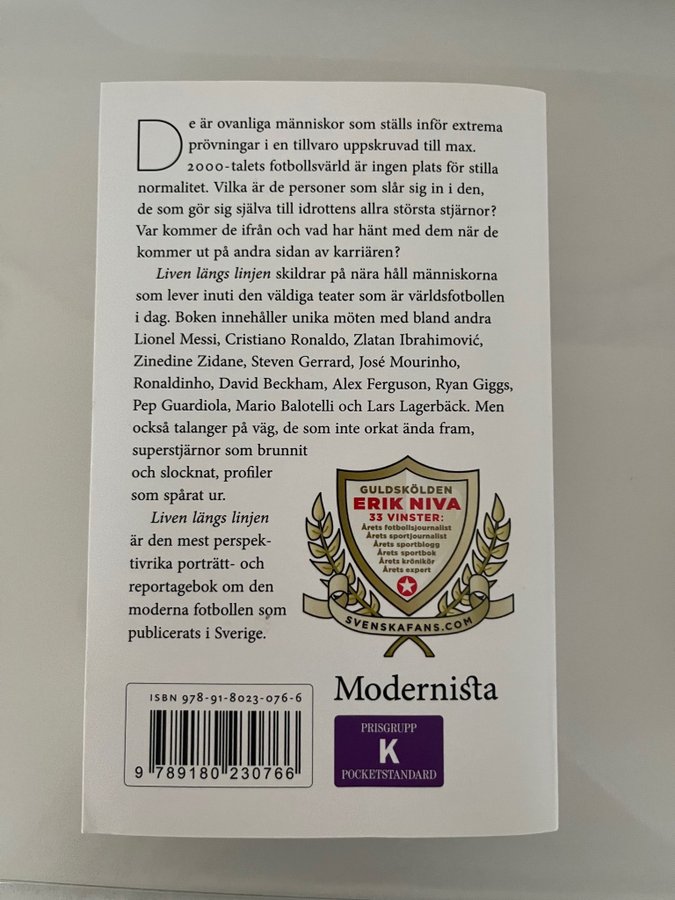 De är ovanliga människor som ställs inför extrema
prövningar i en tillvaro uppskruvad till max.
2000-talets fotbollsvärld är ingen plats för stilla
normalitet. Vilka är de personer som slår sig in i den,
de som gör sig själva till idrottens allra största stjärnor?
Var kommer de ifrån och vad har hänt med dem när de
kommer ut på andra sidan av karriären?
Liven längs linjen skildrar på nära håll människorna
som lever inuti den väldiga teater som är världsfotbollen
i dag. Boken innehåller unika möten med bland andra
Lionel Messi, Cristiano Ronaldo, Zlatan Ibrahimović,
Zinedine Zidane, Steven Gerrard, José Mourinho,
Ronaldinho, David Beckham, Alex Ferguson, Ryan Giggs,
Pep Guardiola, Mario Balotelli och Lars Lagerbäck. Men
också talanger på väg, de som inte orkat ända fram,
superstjärnor som brunnit
och slocknat, profiler
som spårat ur.
Liven längs linjen
är den mest perspek-
tivrika porträtt- och
reportagebok om den
moderna fotbollen som
publicerats i Sverige.
GULDSKÖLDEN
ERIK NIVA
33 VINSTER:
Årets fotbollsjournalist
Årets sportjournalist
Årets sportblogg
Årets sportbok
Årets krönikör
Årets expert
SVENSKAFANS.COM
Modernista
ISBN 978-91-8023-076-6
9 789180 230766
PRISGRUPP
K
POCKETSTANDARD